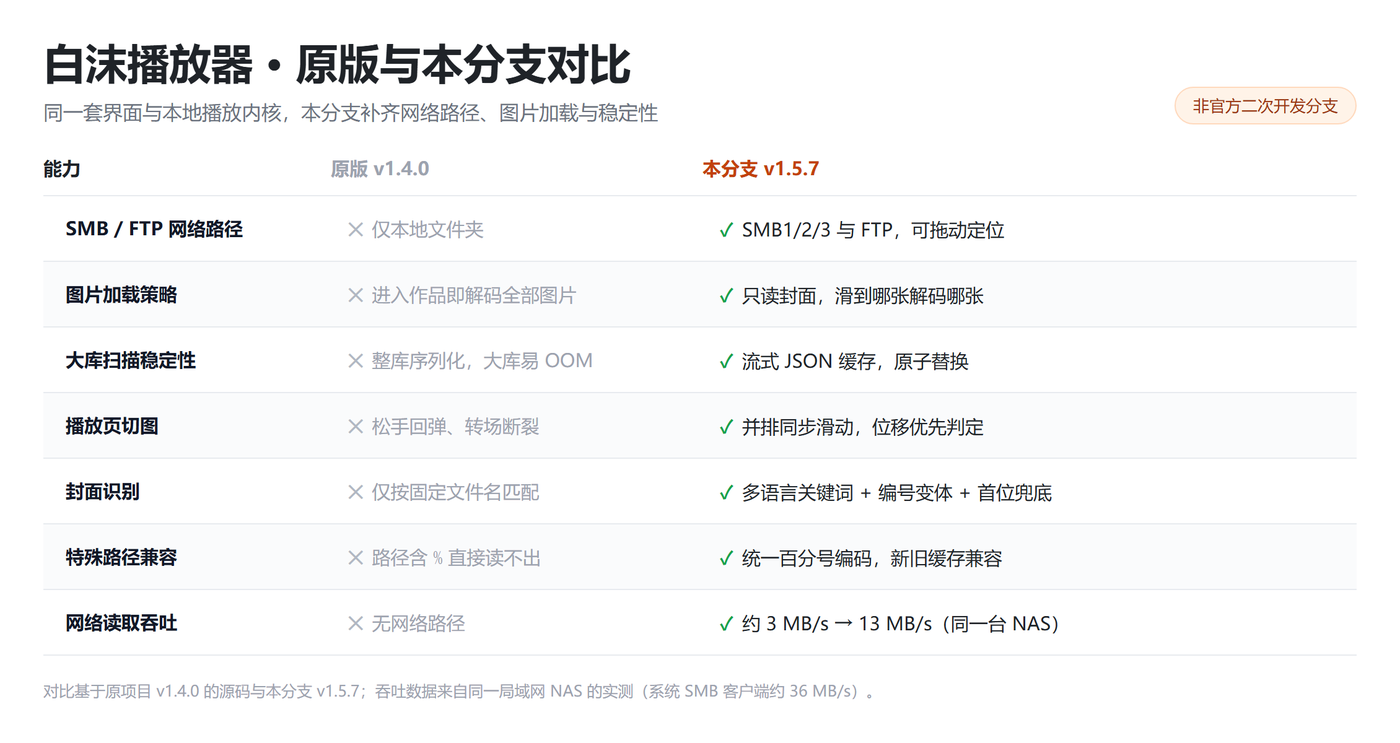 白沫播放器 • 原版与本分支对比
同一套界面与本地播放内核，本分支补齐网络路径、图片加载与稳定性
非官方二次开发分支
能力 原版 v1.4.0 本分支 v1.5.7
SMB / FTP 网络路径 × 仅本地文件夹 ✓ SMB1/2/3 与 FTP，可拖动定位
图片加载策略 × 进入作品即解码全部图片 ✓ 只读封面，滑到哪张解码哪张
大库扫描稳定性 × 整库序列化，大库易 OOM ✓ 流式 JSON 缓存，原子替换
播放页切图 × 松手回弹、转场断裂 ✓ 并排同步滑动，位移优先判定
封面识别 × 仅按固定文件名匹配 ✓ 多语言关键词 + 编号变体 + 首位兜底
特殊路径兼容 × 路径含 % 直接读不出 ✓ 统一百分号编码，新旧缓存兼容
网络读取吞吐 × 无网络路径 ✓ 约 3 MB/s → 13 MB/s（同一台 NAS）
对比基于原项目 v1.4.0 的源码与本分支 v1.5.7；吞吐数据来自同一局域网 NAS 的实测（系统 SMB 客户端约 36 MB/s）。